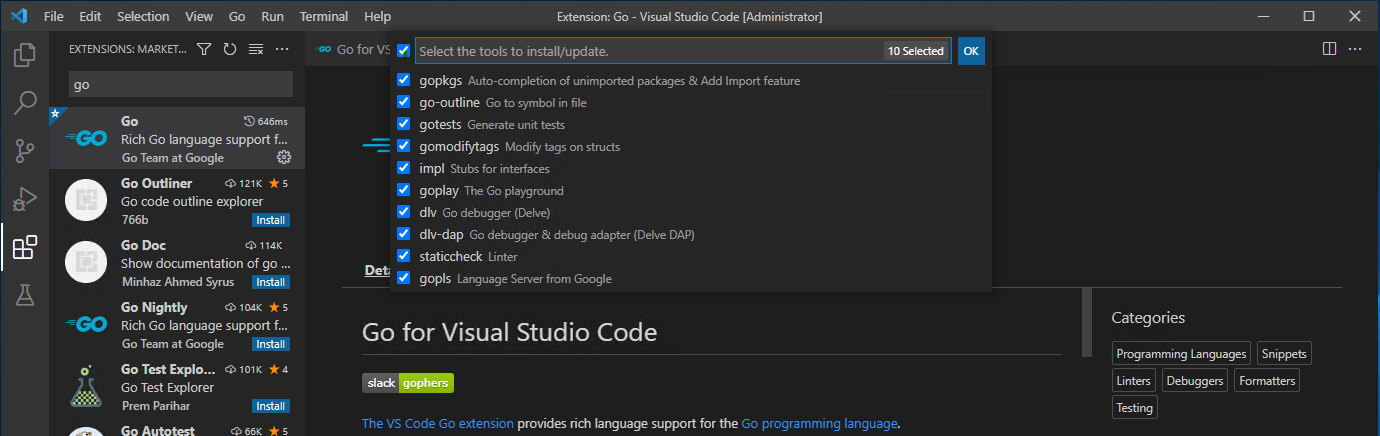 File Edit Selection View Go Run Terminal Help
Extension: Go - Visual Studio Code [Administrator]
EXTENSIONS: MARKET...
go
Go 646ms
Rich Go language support f...
Go Team at Google
Go Outliner 121K 5
Go code outline explorer
766b Install
Go Doc 114K
Show documentation of go ...
Minhaz Ahmed Syrus Install
Go Nightly 104K 5
Rich Go language support f...
Go Team at Google Install
Go Test Explo... 101K 4
Go Test Explorer
Prem Parihar Install
Go Autotest 66K 5
Go for VS
Select the tools to install/update. 10 Selected OK
gopkgs Auto-completion of unimported packages & Add Import feature
go-outline Go to symbol in file
gotests Generate unit tests
gomodifytags Modify tags on structs
impl Stubs for interfaces
goplay The Go playground
dlv Go debugger (Delve)
dlv-dap Go debugger & debug adapter (Delve DAP)
staticcheck Linter
gopls Language Server from Google
GO
Deta
Go for Visual Studio Code
slack gophers
The VS Code Go extension provides rich language support for the Go programming language.
Categories
Programming Languages Snippets
Linters Debuggers Formatters
Testing